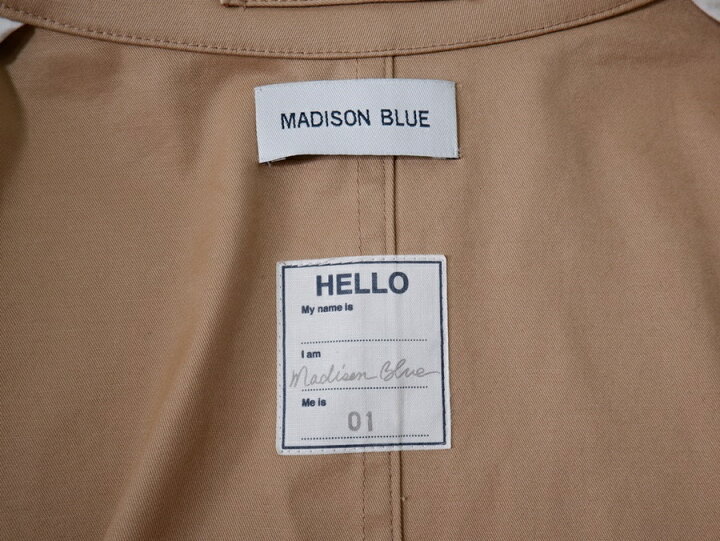 MADISON BLUE
HELLO
My name is
I am
Madison Blue
Me is
01